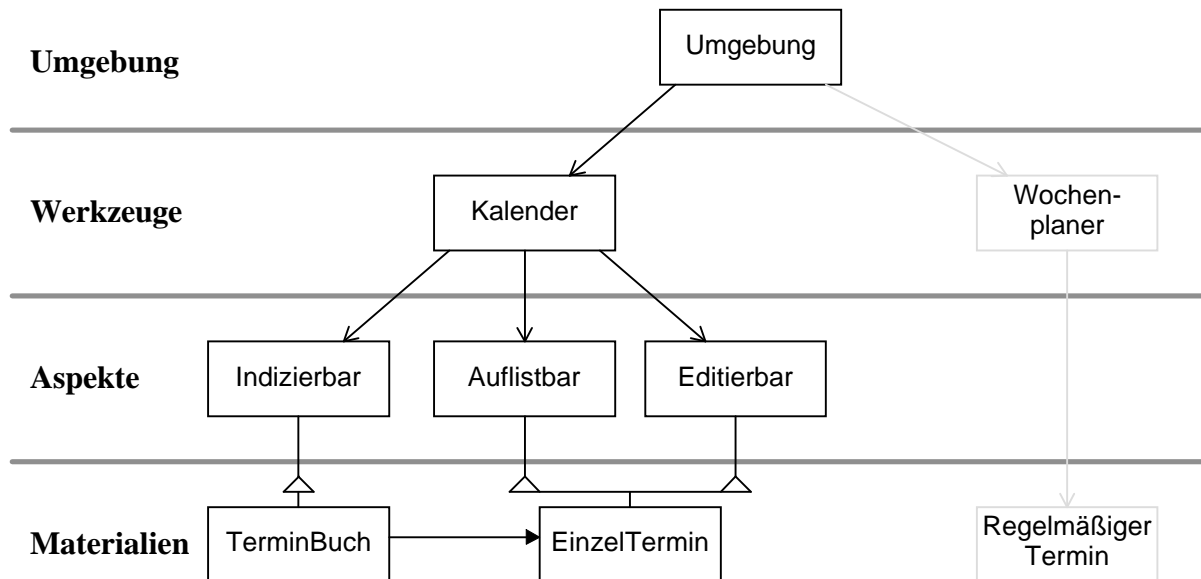 Umgebung
Umgebung
Werkzeuge
Kalender
Wochen-
planer
Aspekte
Indizierbar
Auflistbar
Editierbar
Materialien
TerminBuch
EinzelTermin
Regelmäßiger
Termin